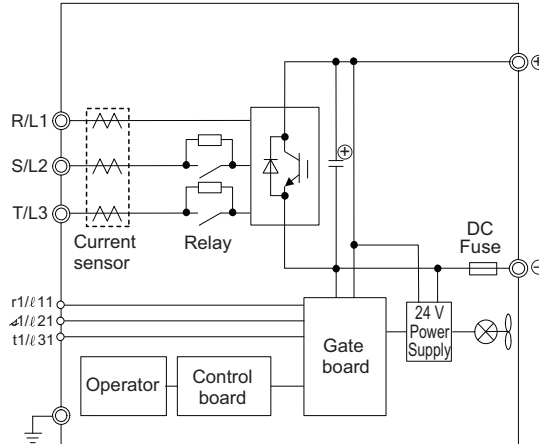 ⊕
R/L1
S/L2
⊕
T/L3
Current
sensor
Relay
DC
Fuse
⊖
r1/ℓ11
𝓈1/ℓ21
t1/ℓ31
24 V
Power
Supply
Gate
board
Operator
Control
board